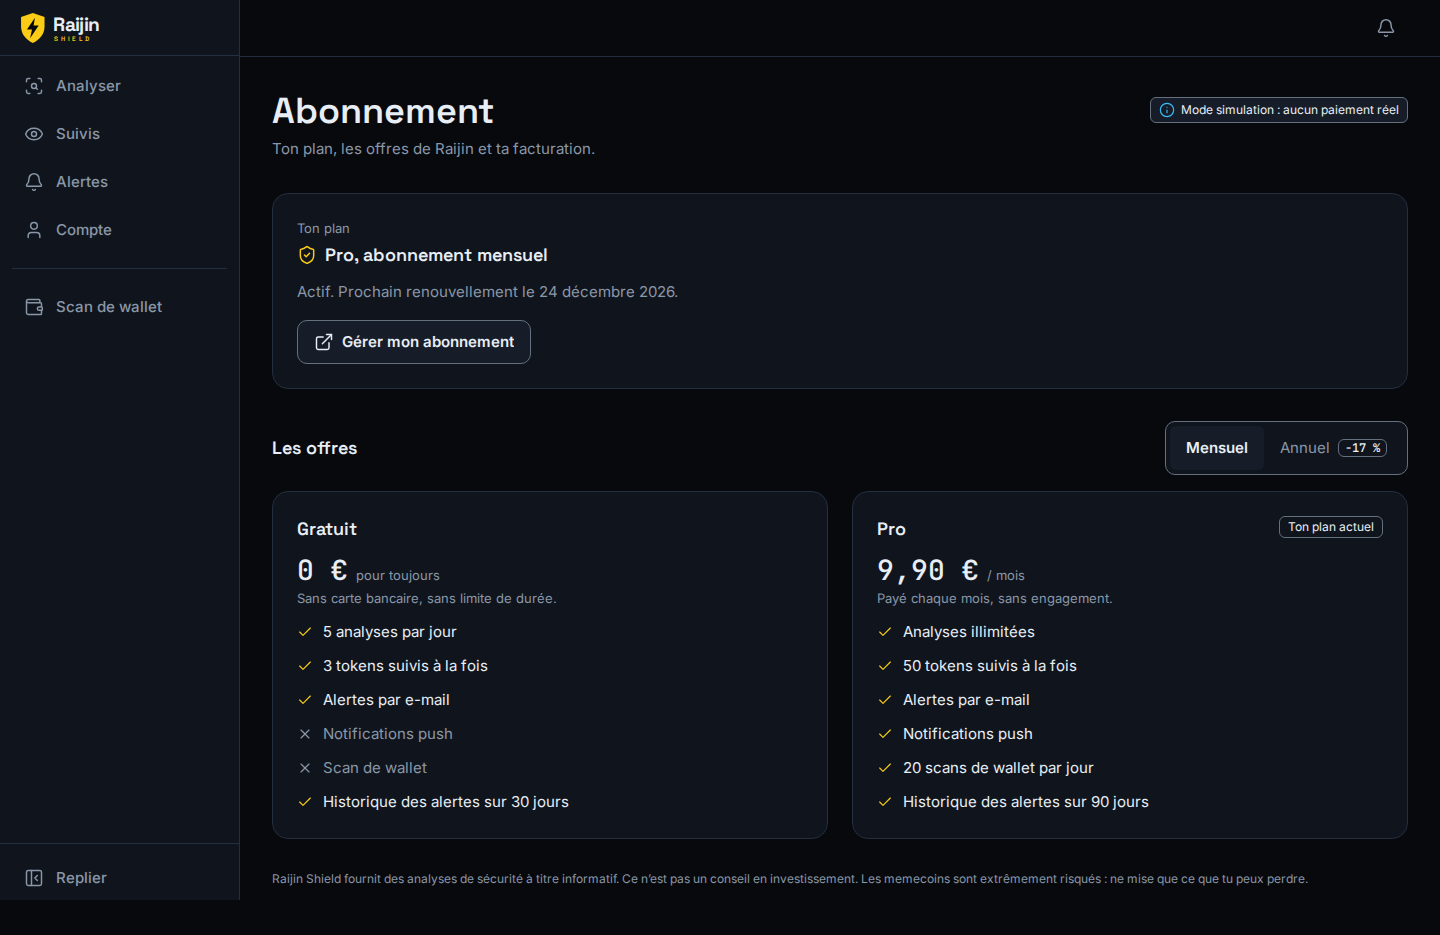 Raijin
SHIELD
Analyser
Suivis
Alertes
Compte
Scan de wallet
Replier
Abonnement
Mode simulation : aucun paiement réel
Ton plan, les offres de Raijin et ta facturation.
Ton plan
Pro, abonnement mensuel
Actif. Prochain renouvellement le 24 décembre 2026.
Gérer mon abonnement
Les offres
Mensuel
Annuel -17 %
Gratuit
0 € pour toujours
Sans carte bancaire, sans limite de durée.
5 analyses par jour
3 tokens suivis à la fois
Alertes par e-mail
Notifications push
Scan de wallet
Historique des alertes sur 30 jours
Pro
Ton plan actuel
9,90 € / mois
Payé chaque mois, sans engagement.
Analyses illimitées
50 tokens suivis à la fois
Alertes par e-mail
Notifications push
20 scans de wallet par jour
Historique des alertes sur 90 jours
Raijin Shield fournit des analyses de sécurité à titre informatif. Ce n’est pas un conseil en investissement. Les memecoins sont extrêmement risqués : ne mise que ce que tu peux perdre.